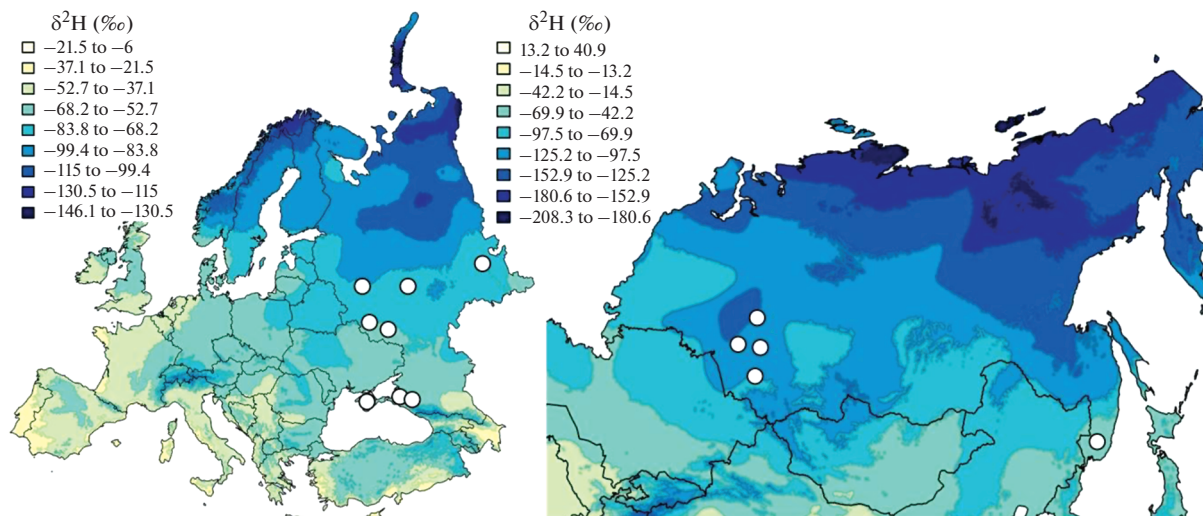 δ²H (‰)
−21.5 to −6
−37.1 to −21.5
−52.7 to −37.1
−68.2 to −52.7
−83.8 to −68.2
−99.4 to −83.8
−115 to −99.4
−130.5 to −115
−146.1 to −130.5
δ²H (‰)
13.2 to 40.9
−14.5 to −13.2
−42.2 to −14.5
−69.9 to −42.2
−97.5 to −69.9
−125.2 to −97.5
−152.9 to −125.2
−180.6 to −152.9
−208.3 to −180.6